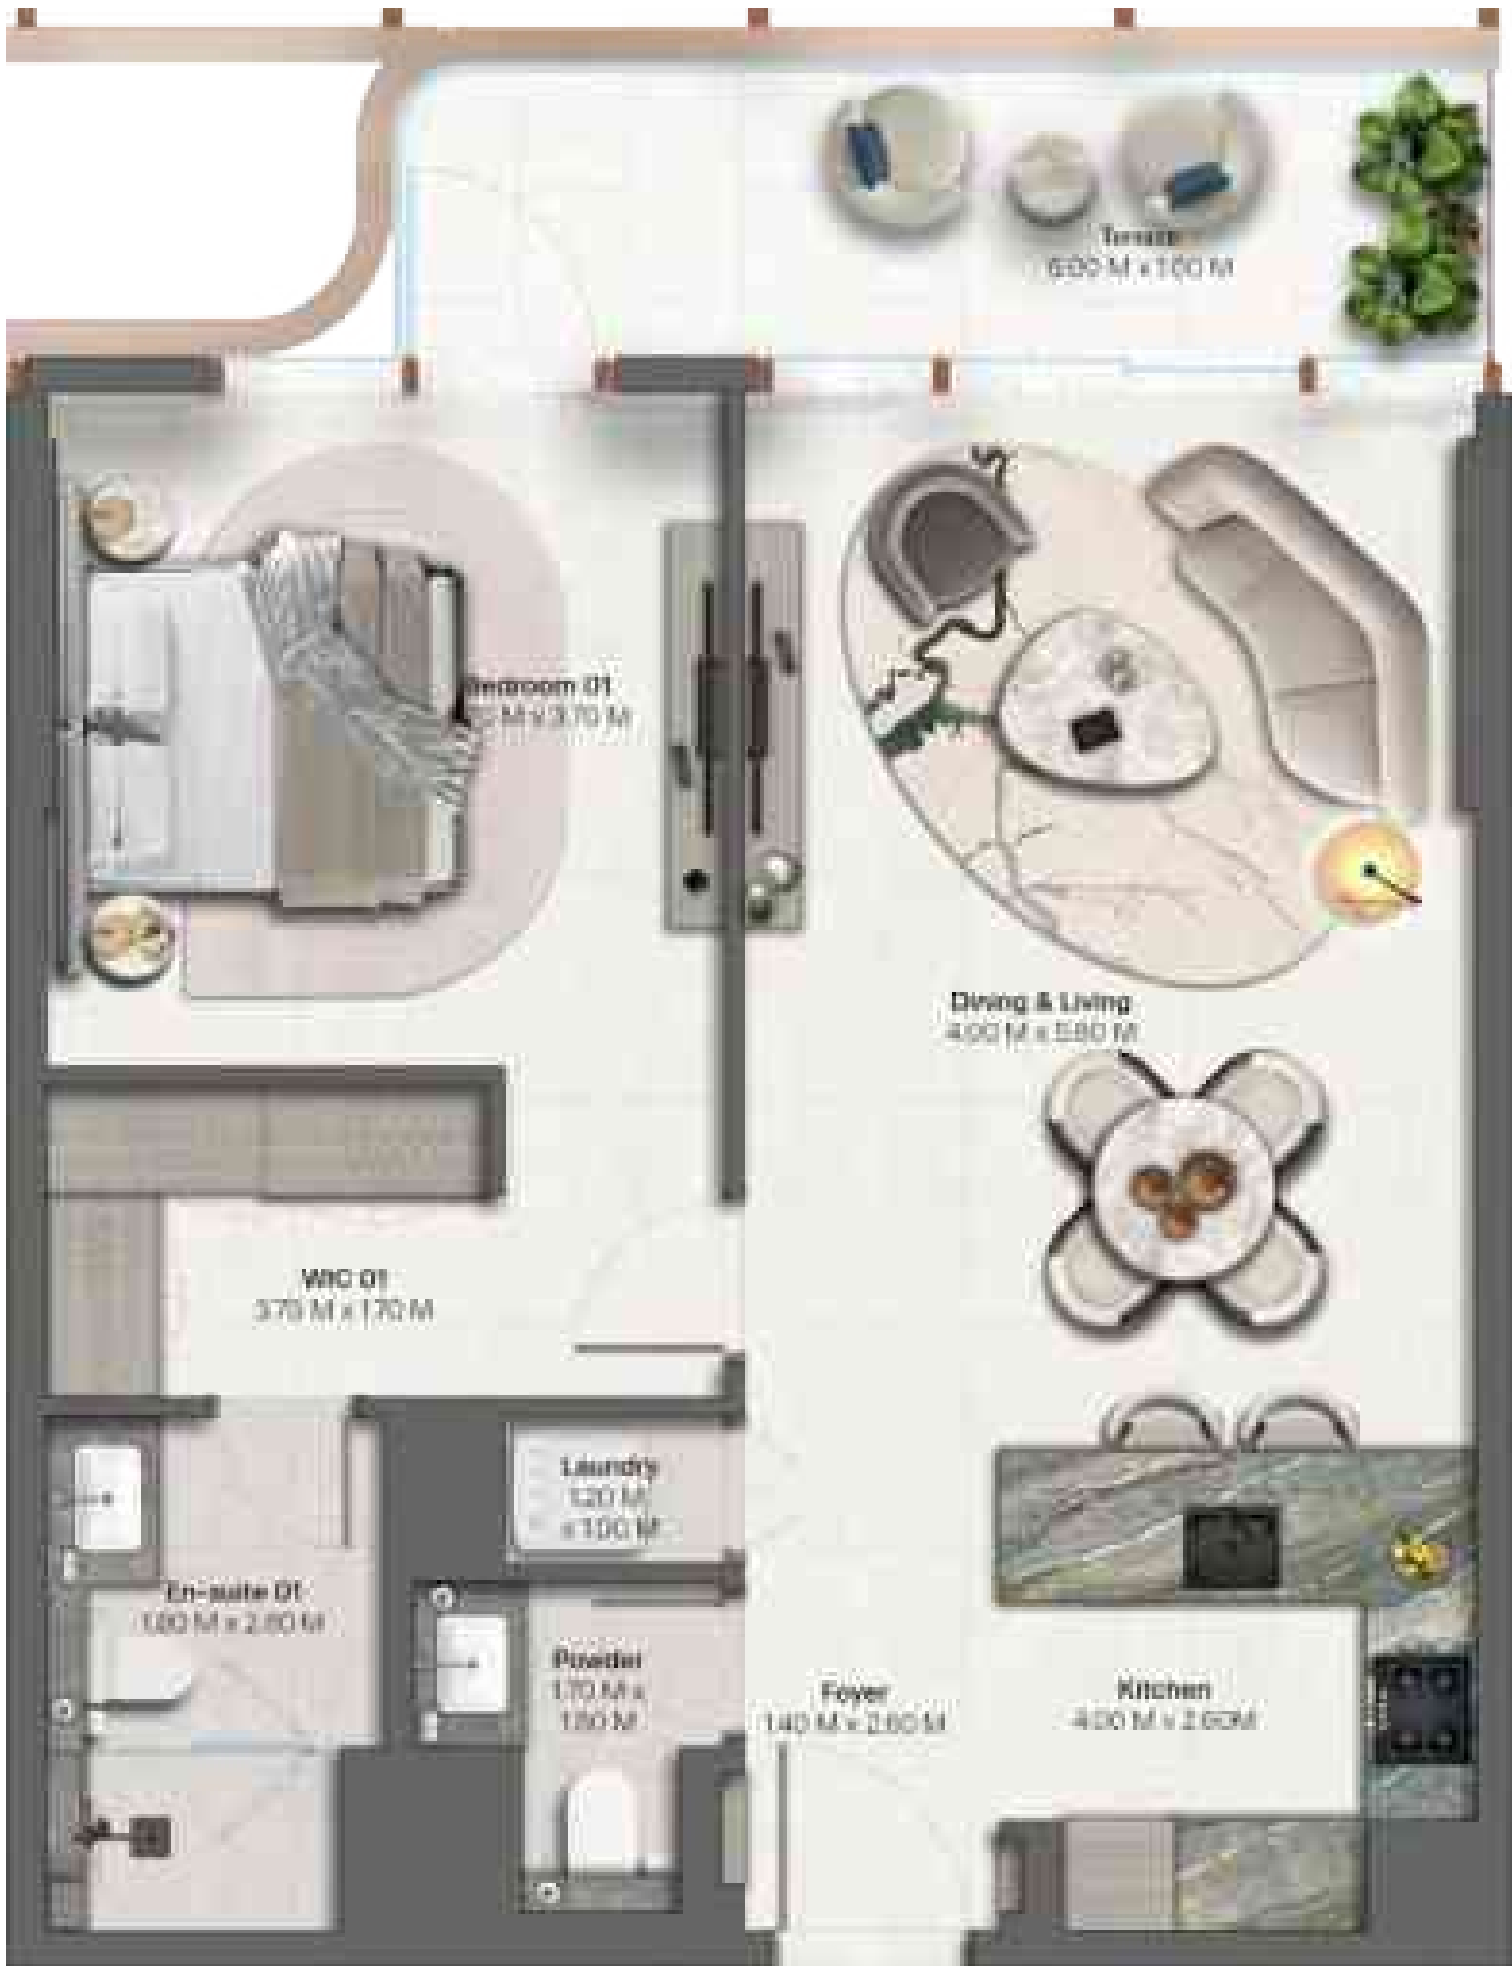 Terrace
6.00 M x 1.60 M
Bedroom 01
M x 3.70 M
Dining & Living
4.00 M x 5.60 M
WIC 01
3.70 M x 1.70 M
Laundry
1.20 M
x 1.00 M
En-suite 01
1.80 M x 2.60 M
Powder
1.70 M x
1.80 M
Foyer
1.40 M x 2.60 M
Kitchen
4.00 M x 2.60M